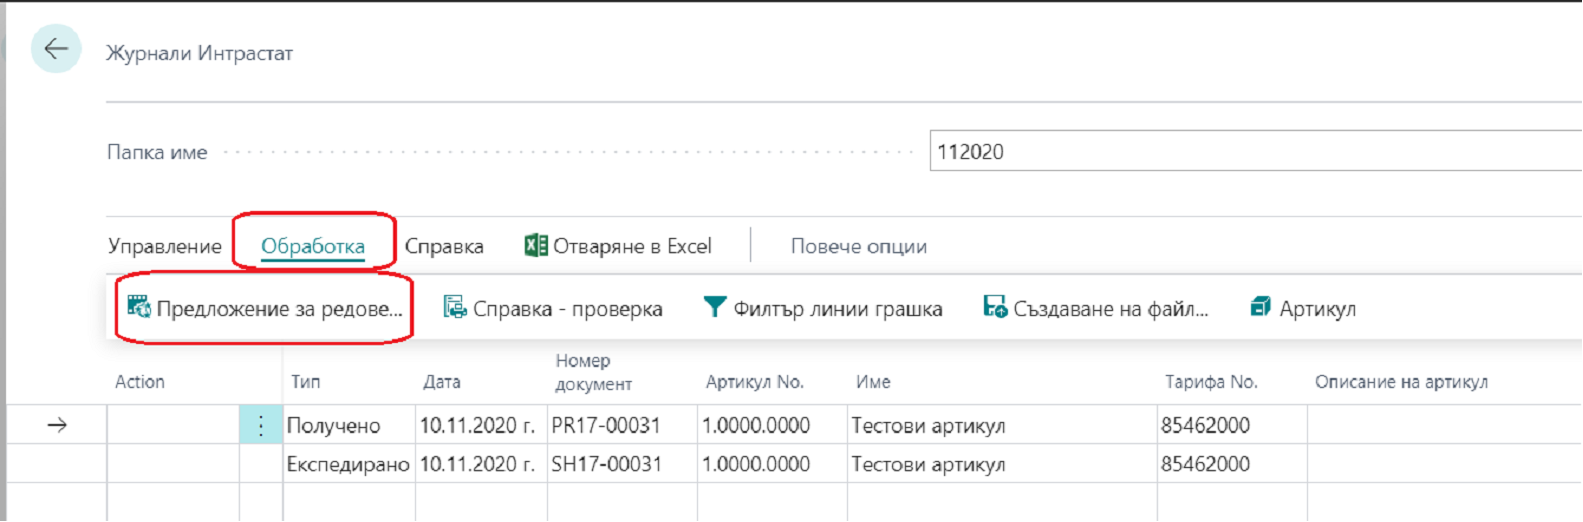 Журнали Интрастат
Папка име 112020
Управление Обработка Справка Отваряне в Excel Повече опции
Предложение за редове... Справка - проверка Филтър линии грашка Създаване на файл... Артикул
Action Тип Дата Номер документ Артикул No. Име Тарифа No. Описание на артикул
Получено 10.11.2020 г. PR17-00031 1.0000.0000 Тестови артикул 85462000
Експедирано 10.11.2020 г. SH17-00031 1.0000.0000 Тестови артикул 85462000